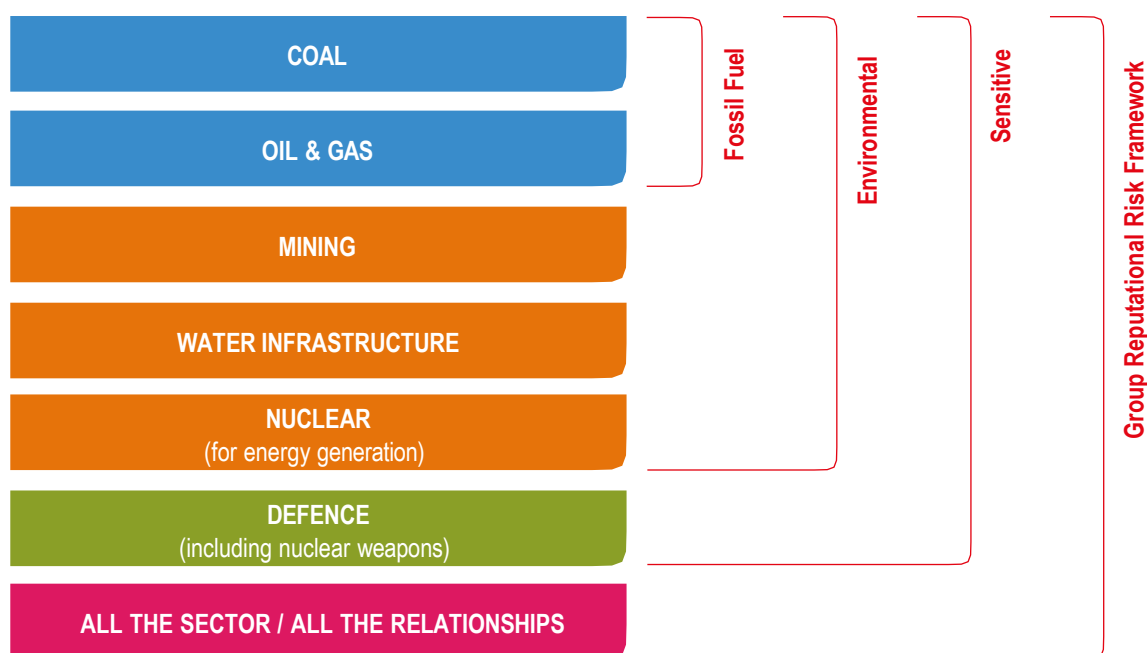 COAL
OIL & GAS
MINING
WATER INFRASTRUCTURE
NUCLEAR
(for energy generation)
DEFENCE
(including nuclear weapons)
ALL THE SECTOR / ALL THE RELATIONSHIPS
Fossil Fuel
Environmental
Sensitive
Group Reputational Risk Framework